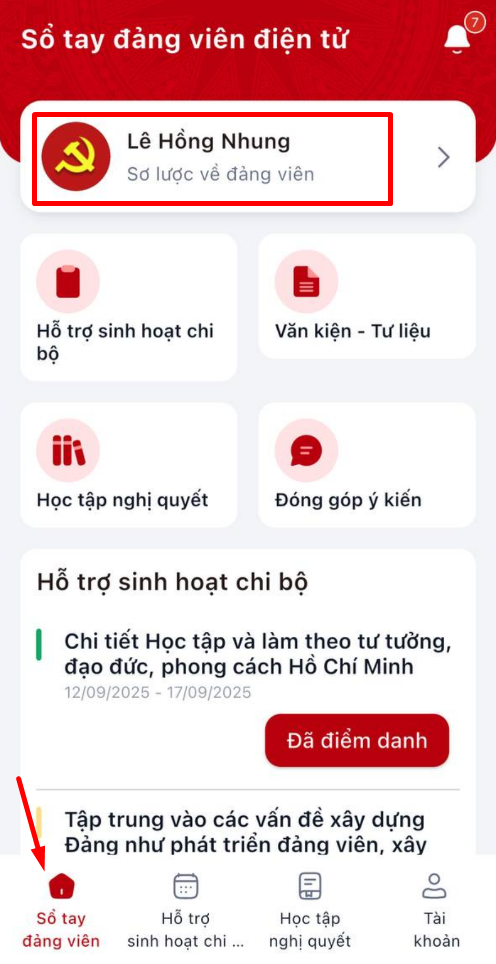 Sổ tay đảng viên điện tử
7
Lê Hồng Nhung
Sơ lược về đảng viên
Hỗ trợ sinh hoạt chi
bộ
Văn kiện - Tư liệu
Học tập nghị quyết
Đóng góp ý kiến
Hỗ trợ sinh hoạt chi bộ
Chi tiết Học tập và làm theo tư tưởng,
đạo đức, phong cách Hồ Chí Minh
12/09/2025 - 17/09/2025
Đã điểm danh
Tập trung vào các vấn đề xây dựng
Đảng như phát triển đảng viên, xây
Sổ tay
đảng viên
Hỗ trợ
sinh hoạt chi ...
Học tập
nghị quyết
Tài
khoản